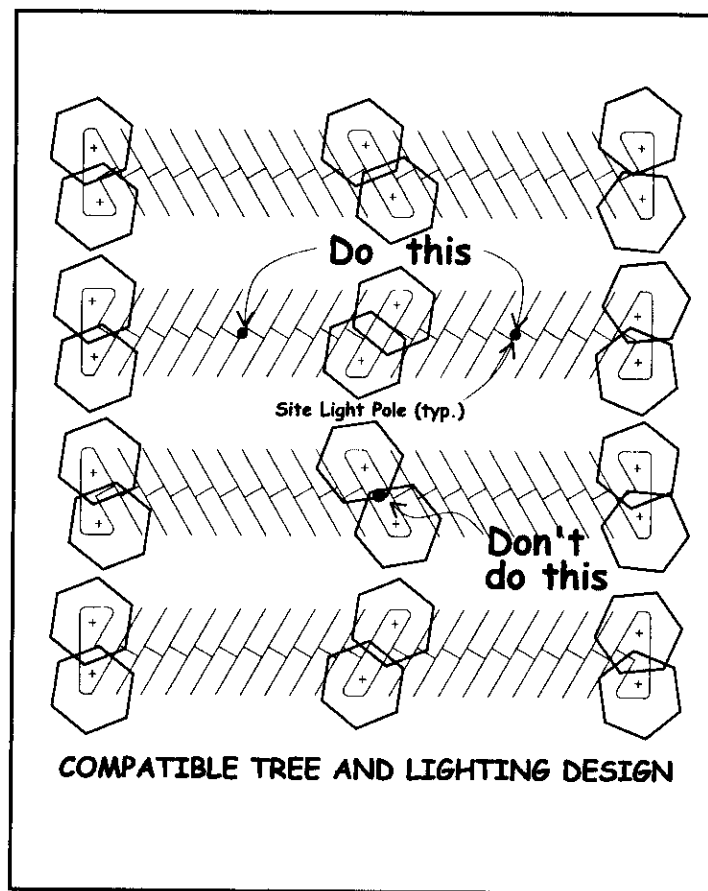 Do this
Site Light Pole (typ.)
Don't
do this
COMPATIBLE TREE AND LIGHTING DESIGN